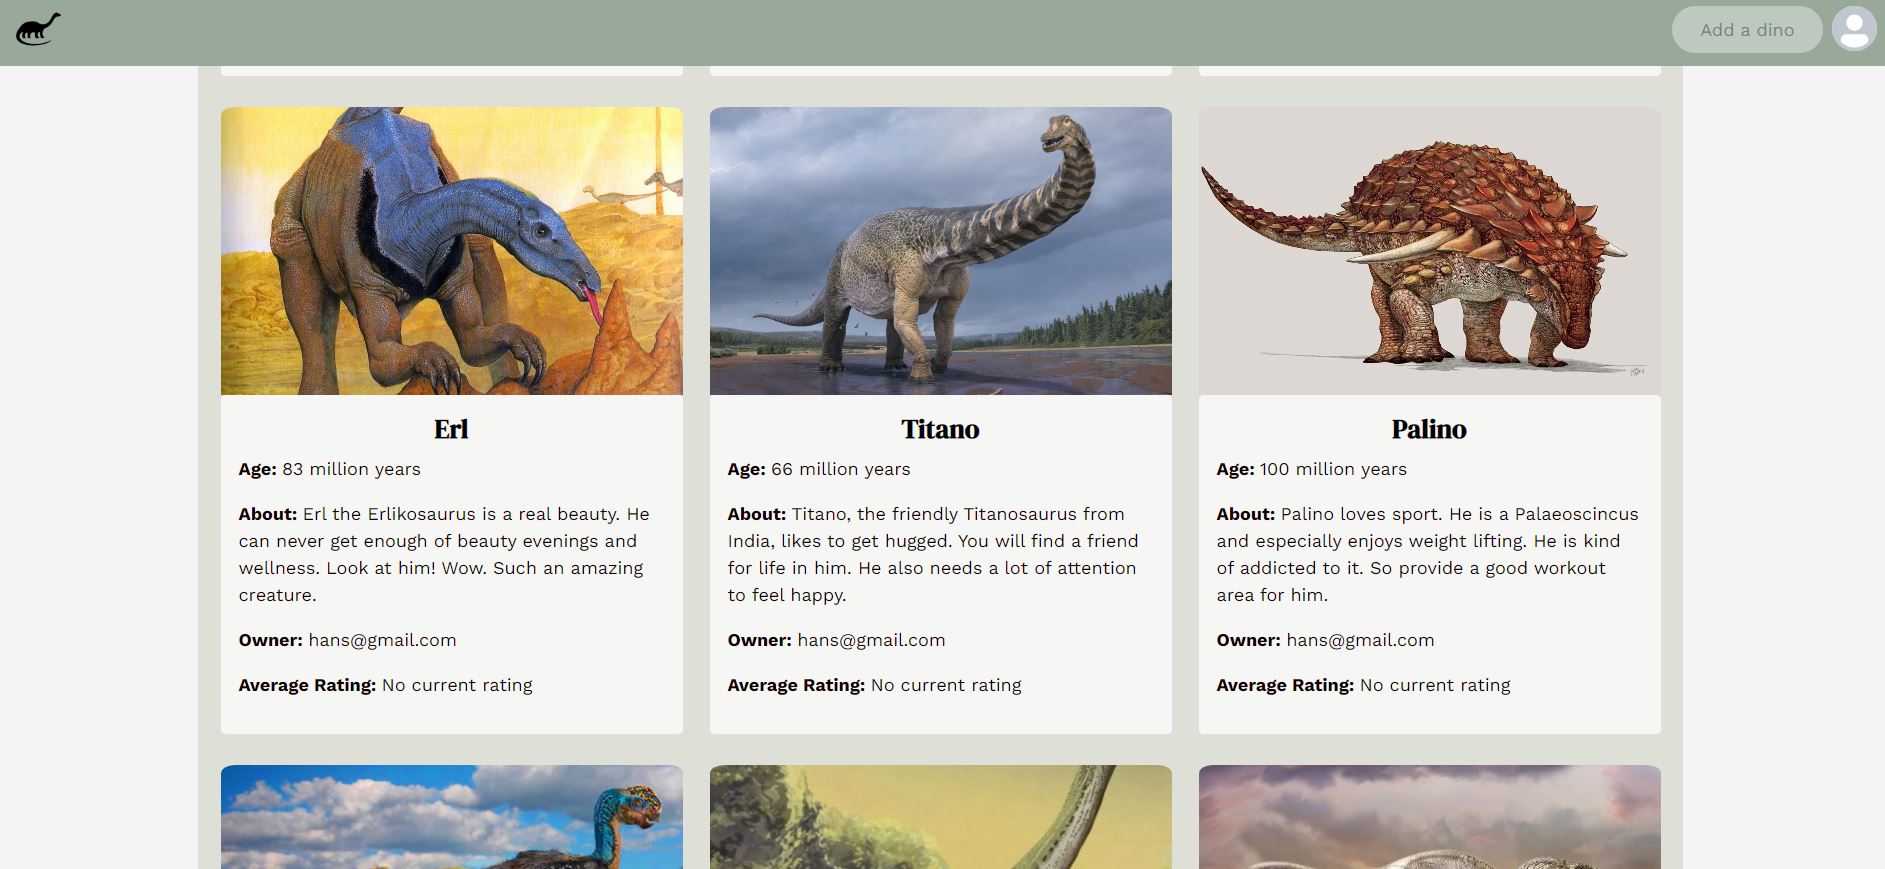 Add a dino
Erl
Age: 83 million years
About: Erl the Erlikosaurus is a real beauty. He
can never get enough of beauty evenings and
wellness. Look at him! Wow. Such an amazing
creature.
Owner: hans@gmail.com
Average Rating: No current rating
Titano
Age: 66 million years
About: Titano, the friendly Titanosaurus from
India, likes to get hugged. You will find a friend
for life in him. He also needs a lot of attention
to feel happy.
Owner: hans@gmail.com
Average Rating: No current rating
Palino
Age: 100 million years
About: Palino loves sport. He is a Palaeoscincus
and especially enjoys weight lifting. He is kind
of addicted to it. So provide a good workout
area for him.
Owner: hans@gmail.com
Average Rating: No current rating